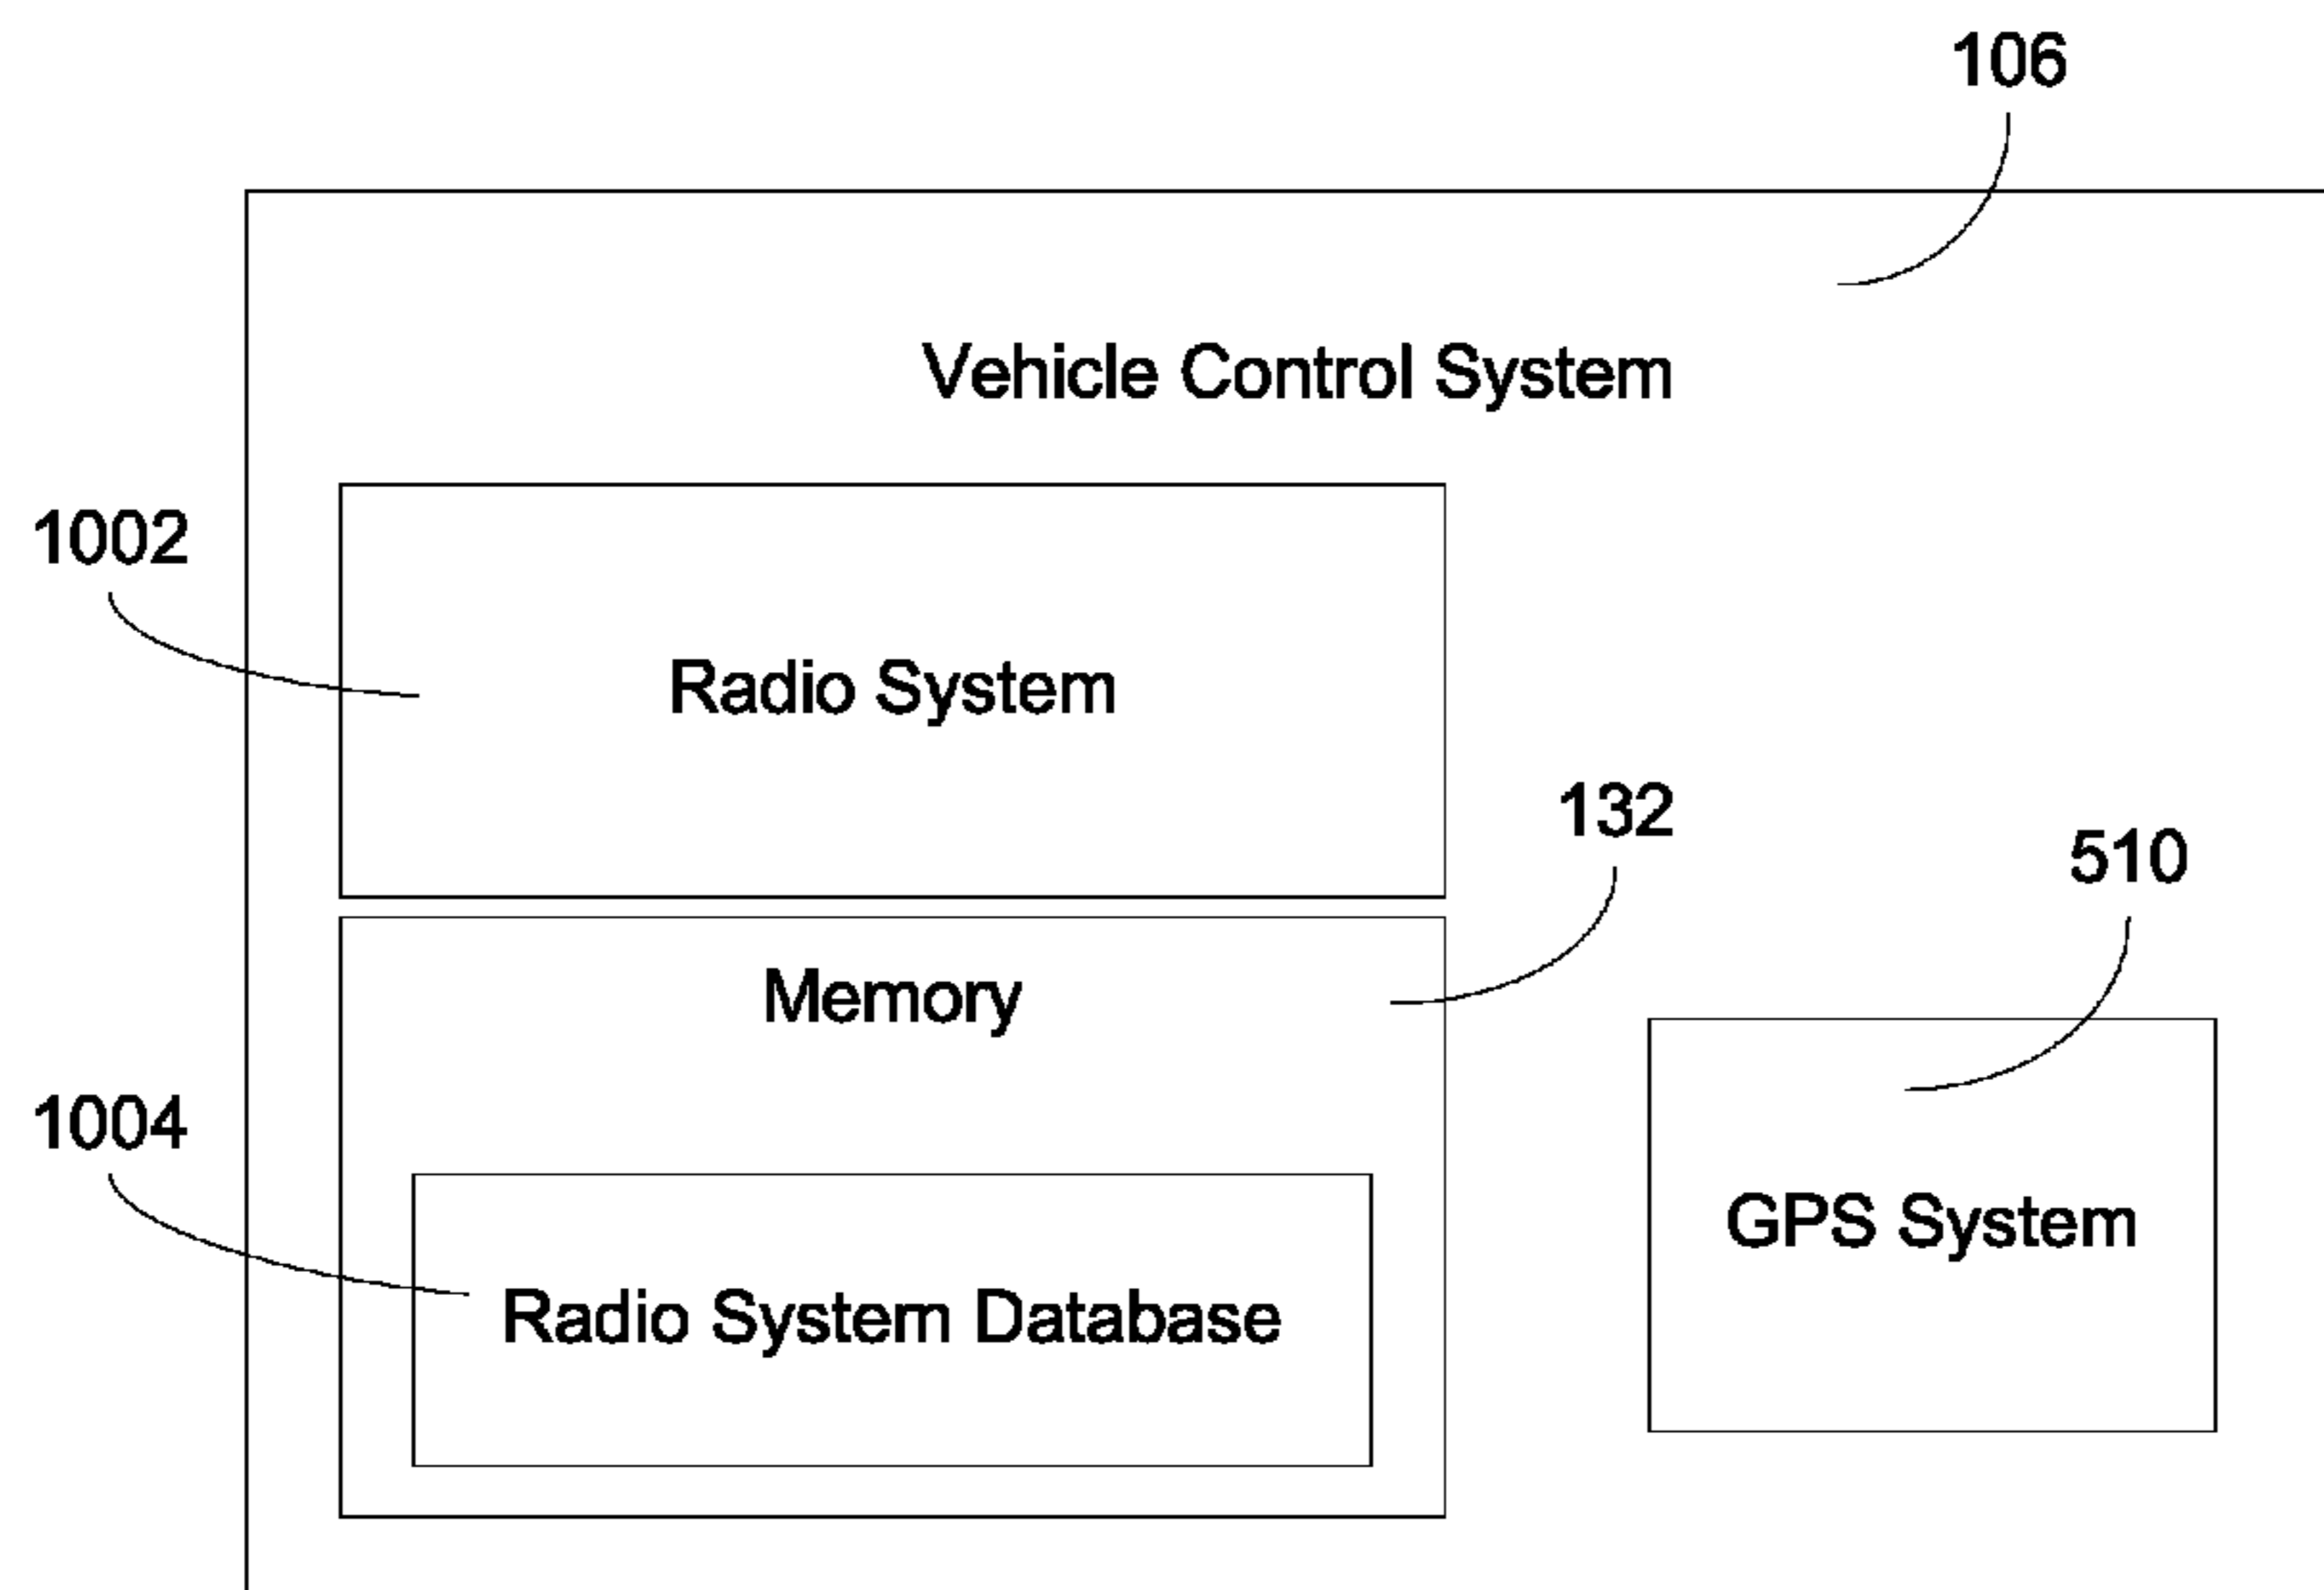 106
Vehicle Control System
1002
Radio System
132
510
Memory
1004
GPS System
Radio System Database